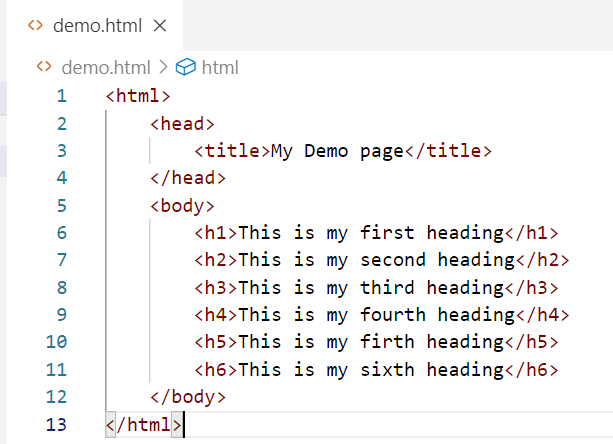 demo.html
demo.html > html
1 <html>
2 <head>
3 <title>My Demo page</title>
4 </head>
5 <body>
6 <h1>This is my first heading</h1>
7 <h2>This is my second heading</h2>
8 <h3>This is my third heading</h3>
9 <h4>This is my fourth heading</h4>
10 <h5>This is my firth heading</h5>
11 <h6>This is my sixth heading</h6>
12 </body>
13 </html>